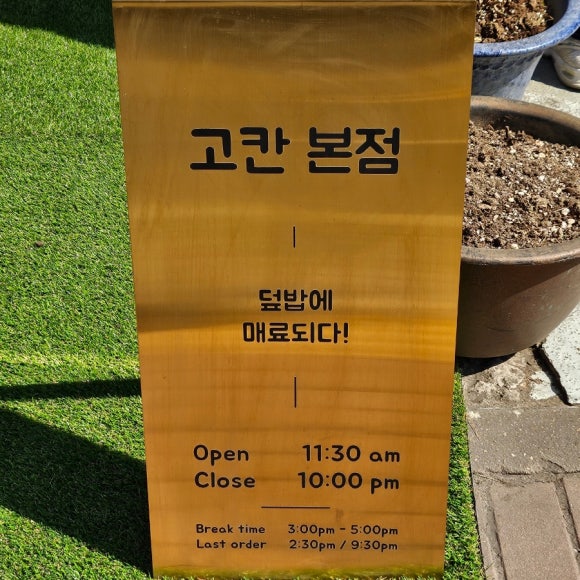 고칸 본점
덮밥에
매료되다!
Open 11:30 am
Close 10:00 pm
Break time 3:00pm - 5:00pm
Last order 2:30pm / 9:30pm